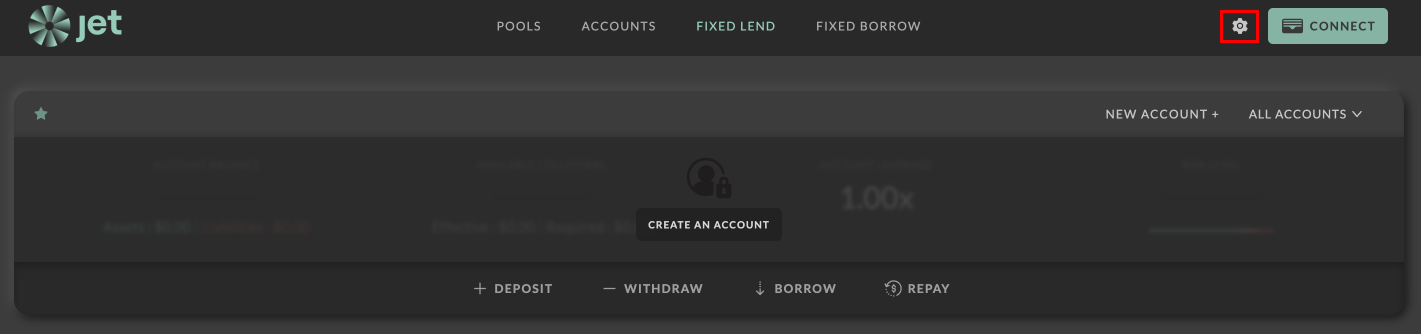 jet
POOLS
ACCOUNTS
FIXED LEND
FIXED BORROW
CONNECT
NEW ACCOUNT +
ALL ACCOUNTS
1.00x
CREATE AN ACCOUNT
DEPOSIT
WITHDRAW
BORROW
REPAY